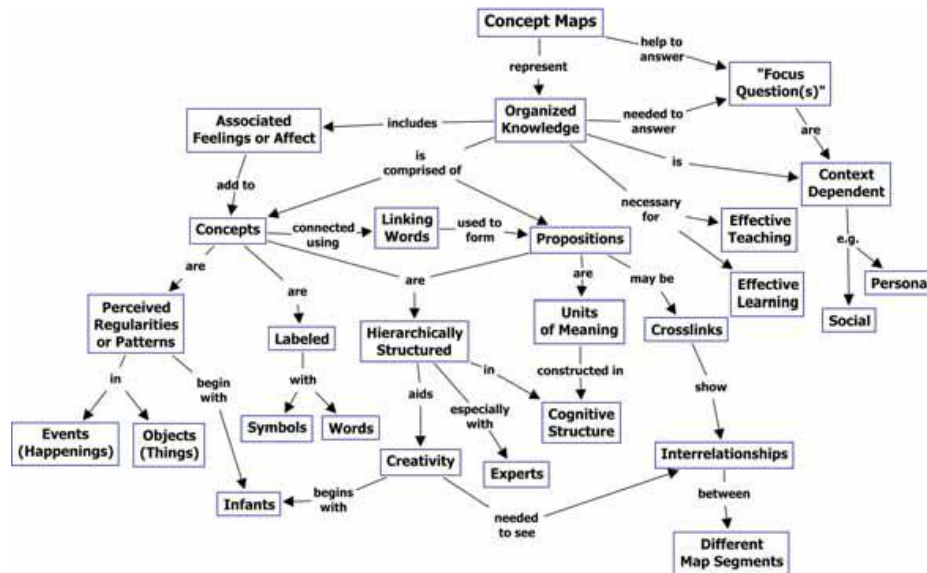 Concept Maps
help to
answer
represent
"Focus
Question(s)"
Associated
Feelings or Affect
includes
Organized
Knowledge
needed to
answer
are
is
comprised of
is
Context
Dependent
add to
necessary
for
Effective
Teaching
Concepts
connected
using
Linking
Words
used to
form
Propositions
e.g.
are
are
are
are
may be
Effective
Learning
Persona
Social
Perceived
Regularities
or Patterns
Labeled
Hierarchically
Structured
Units
of Meaning
Crosslinks
in
begin
with
with
aids
in
constructed in
show
especially
with
Events
(Happenings)
Objects
(Things)
Symbols
Words
Cognitive
Structure
Creativity
Experts
Interrelationships
Infants
begins
with
needed
to see
between
Different
Map Segments